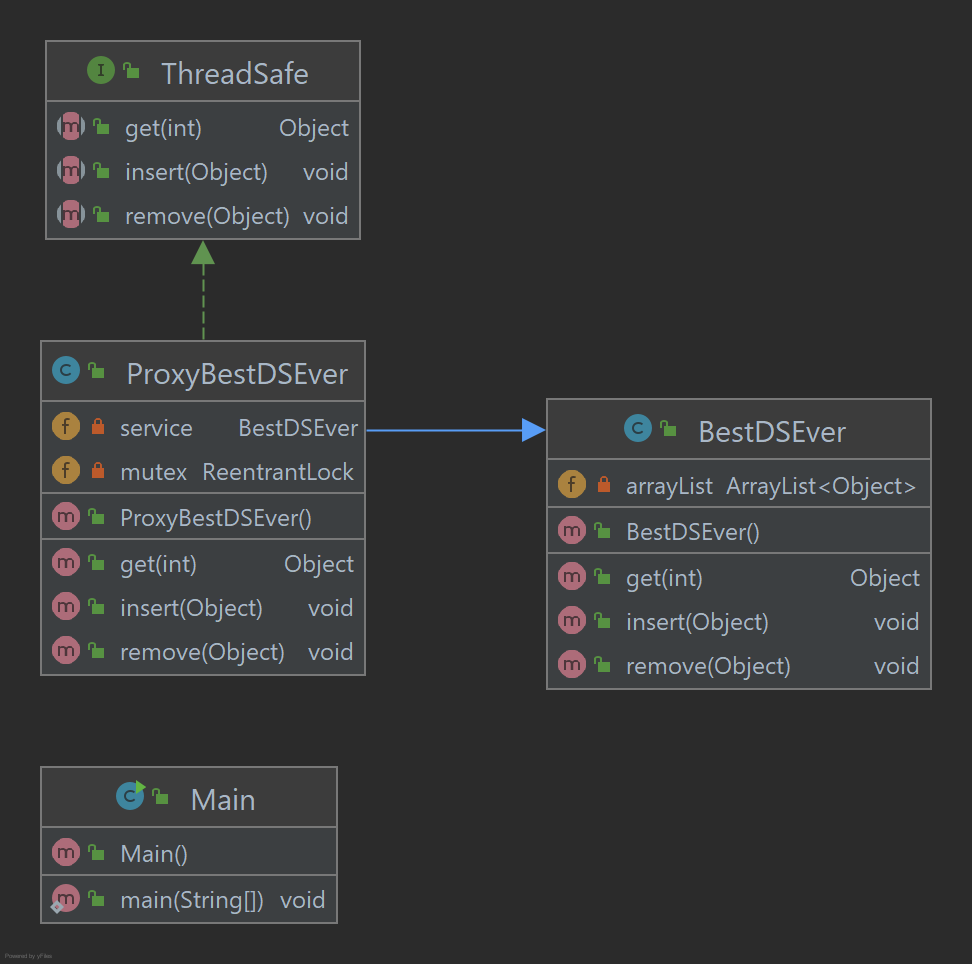 ThreadSafe
get(int) Object
insert(Object) void
remove(Object) void
ProxyBestDSEver
service BestDSEver
mutex ReentrantLock
ProxyBestDSEver()
get(int) Object
insert(Object) void
remove(Object) void
BestDSEver
arrayList ArrayList<Object>
BestDSEver()
get(int) Object
insert(Object) void
remove(Object) void
Main
Main()
main(String[]) void
Powered by yFiles